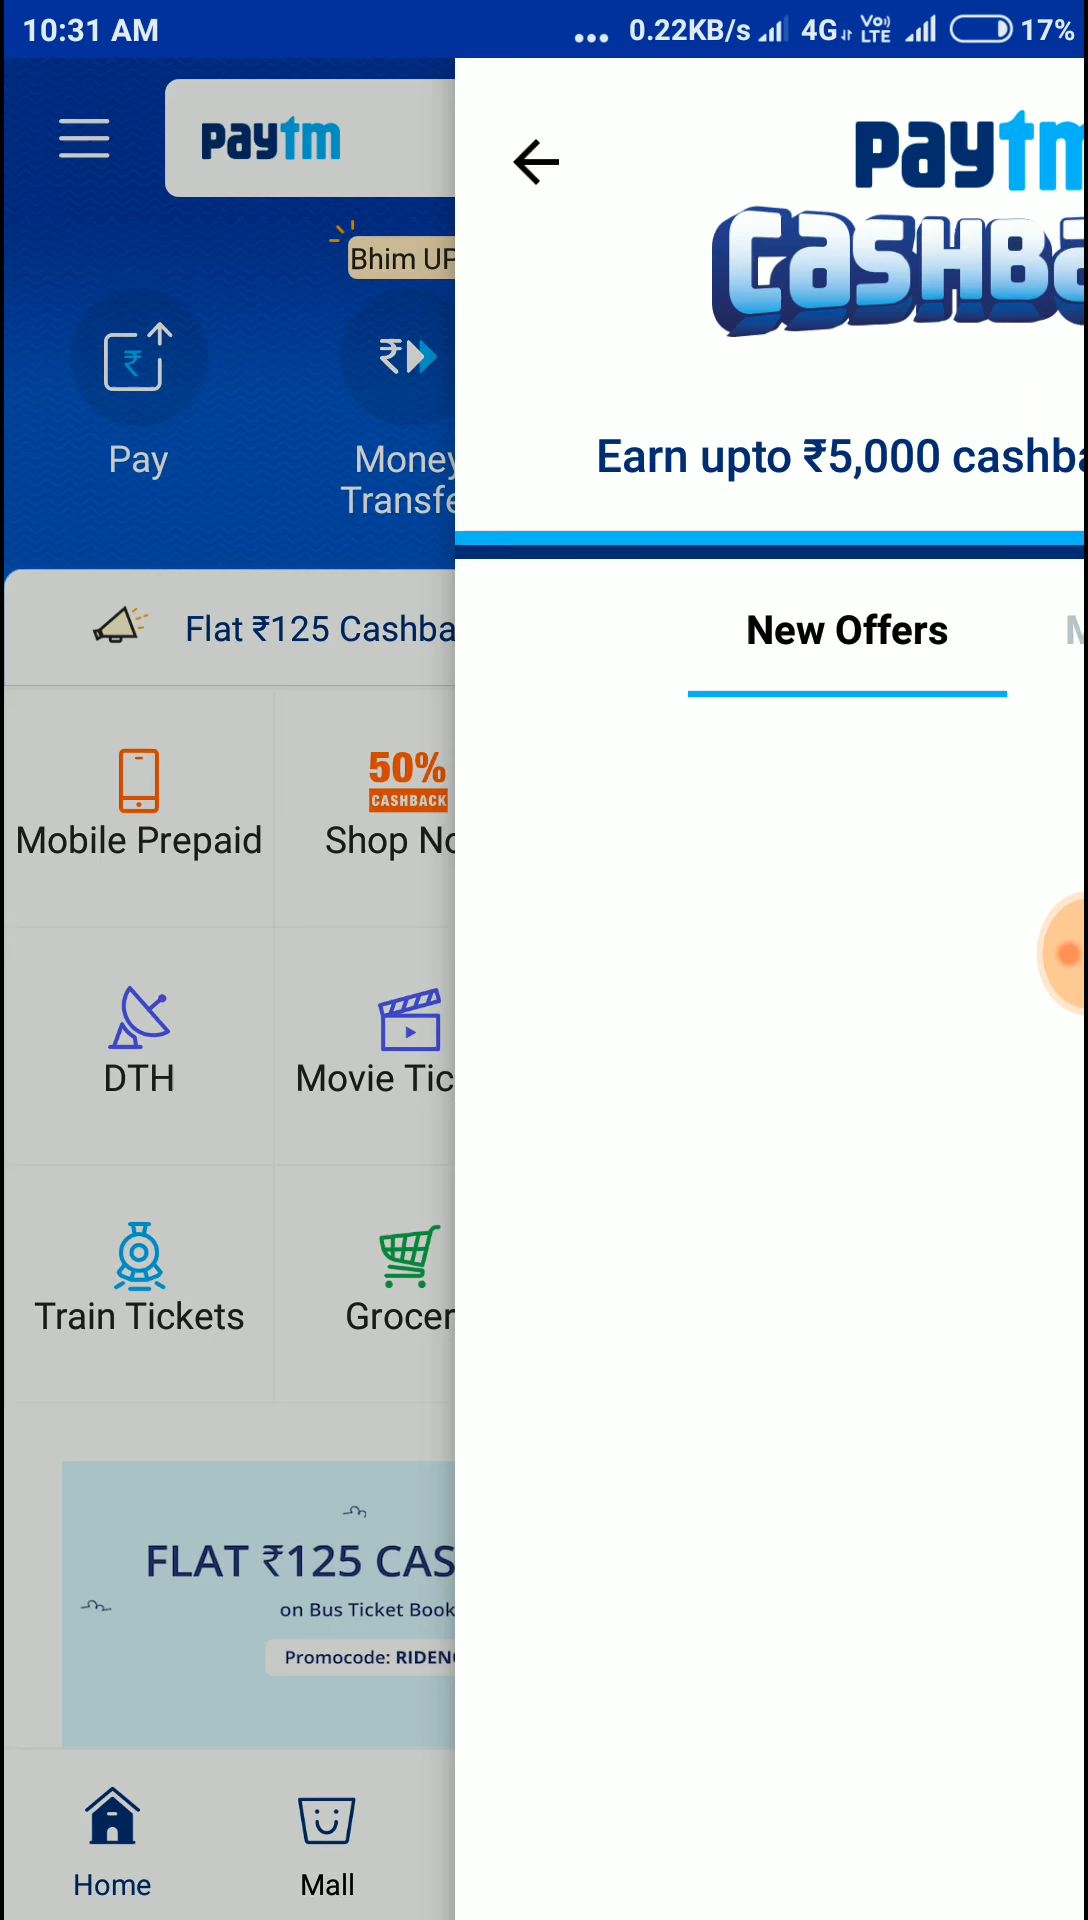 10:31 AM
... 0.22KB/s 4G VoLTE 17%
paytm
Bhim UP
₹
₹
Pay
Money
Transfe
Flat ₹125 Cashba
Mobile Prepaid
50%
CASHBACK
Shop No
DTH
Movie Tic
Train Tickets
Grocer
FLAT ₹125 CAS
on Bus Ticket Book
Promocode: RIDEN
Home
Mall
paytm
CASHBA
Earn upto ₹5,000 cashba
New Offers
M